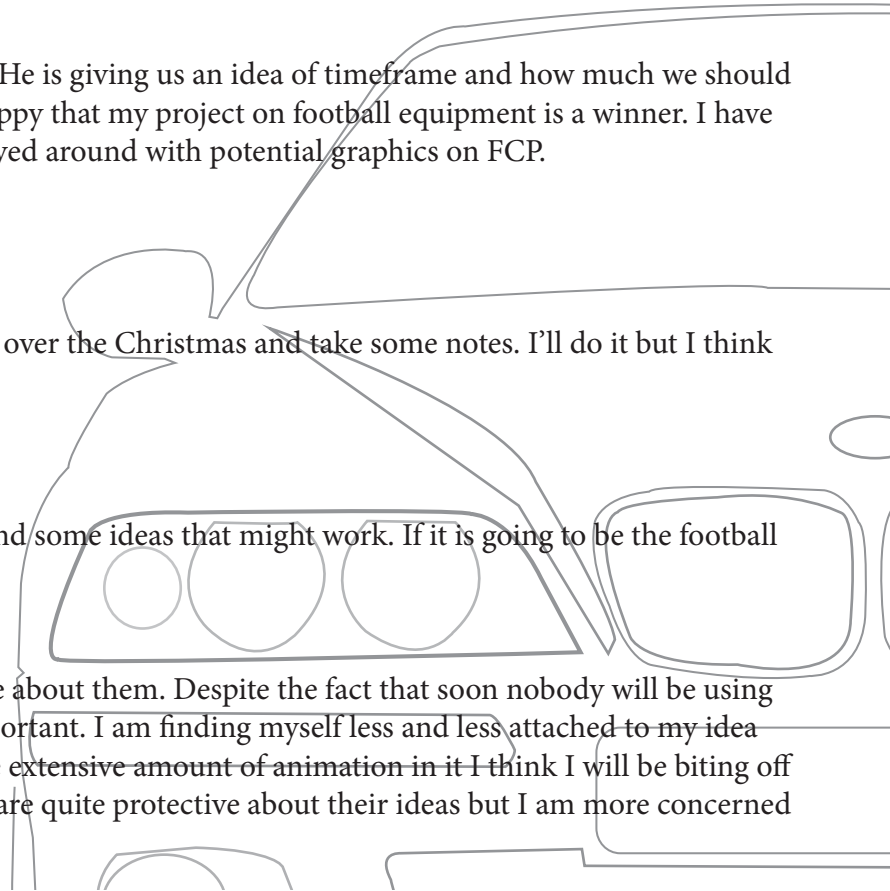 He is giving us an idea of timeframe and how much we should
that my project on football equipment is a winner. I have
around with potential graphics on FCP.
over the Christmas and take some notes. I’ll do it but I think
some ideas that might work. If it is going to be the football
about them. Despite the fact that soon nobody will be using
I am finding myself less and less attached to my idea
extensive amount of animation in it I think I will be biting off
are quite protective about their ideas but I am more concerned